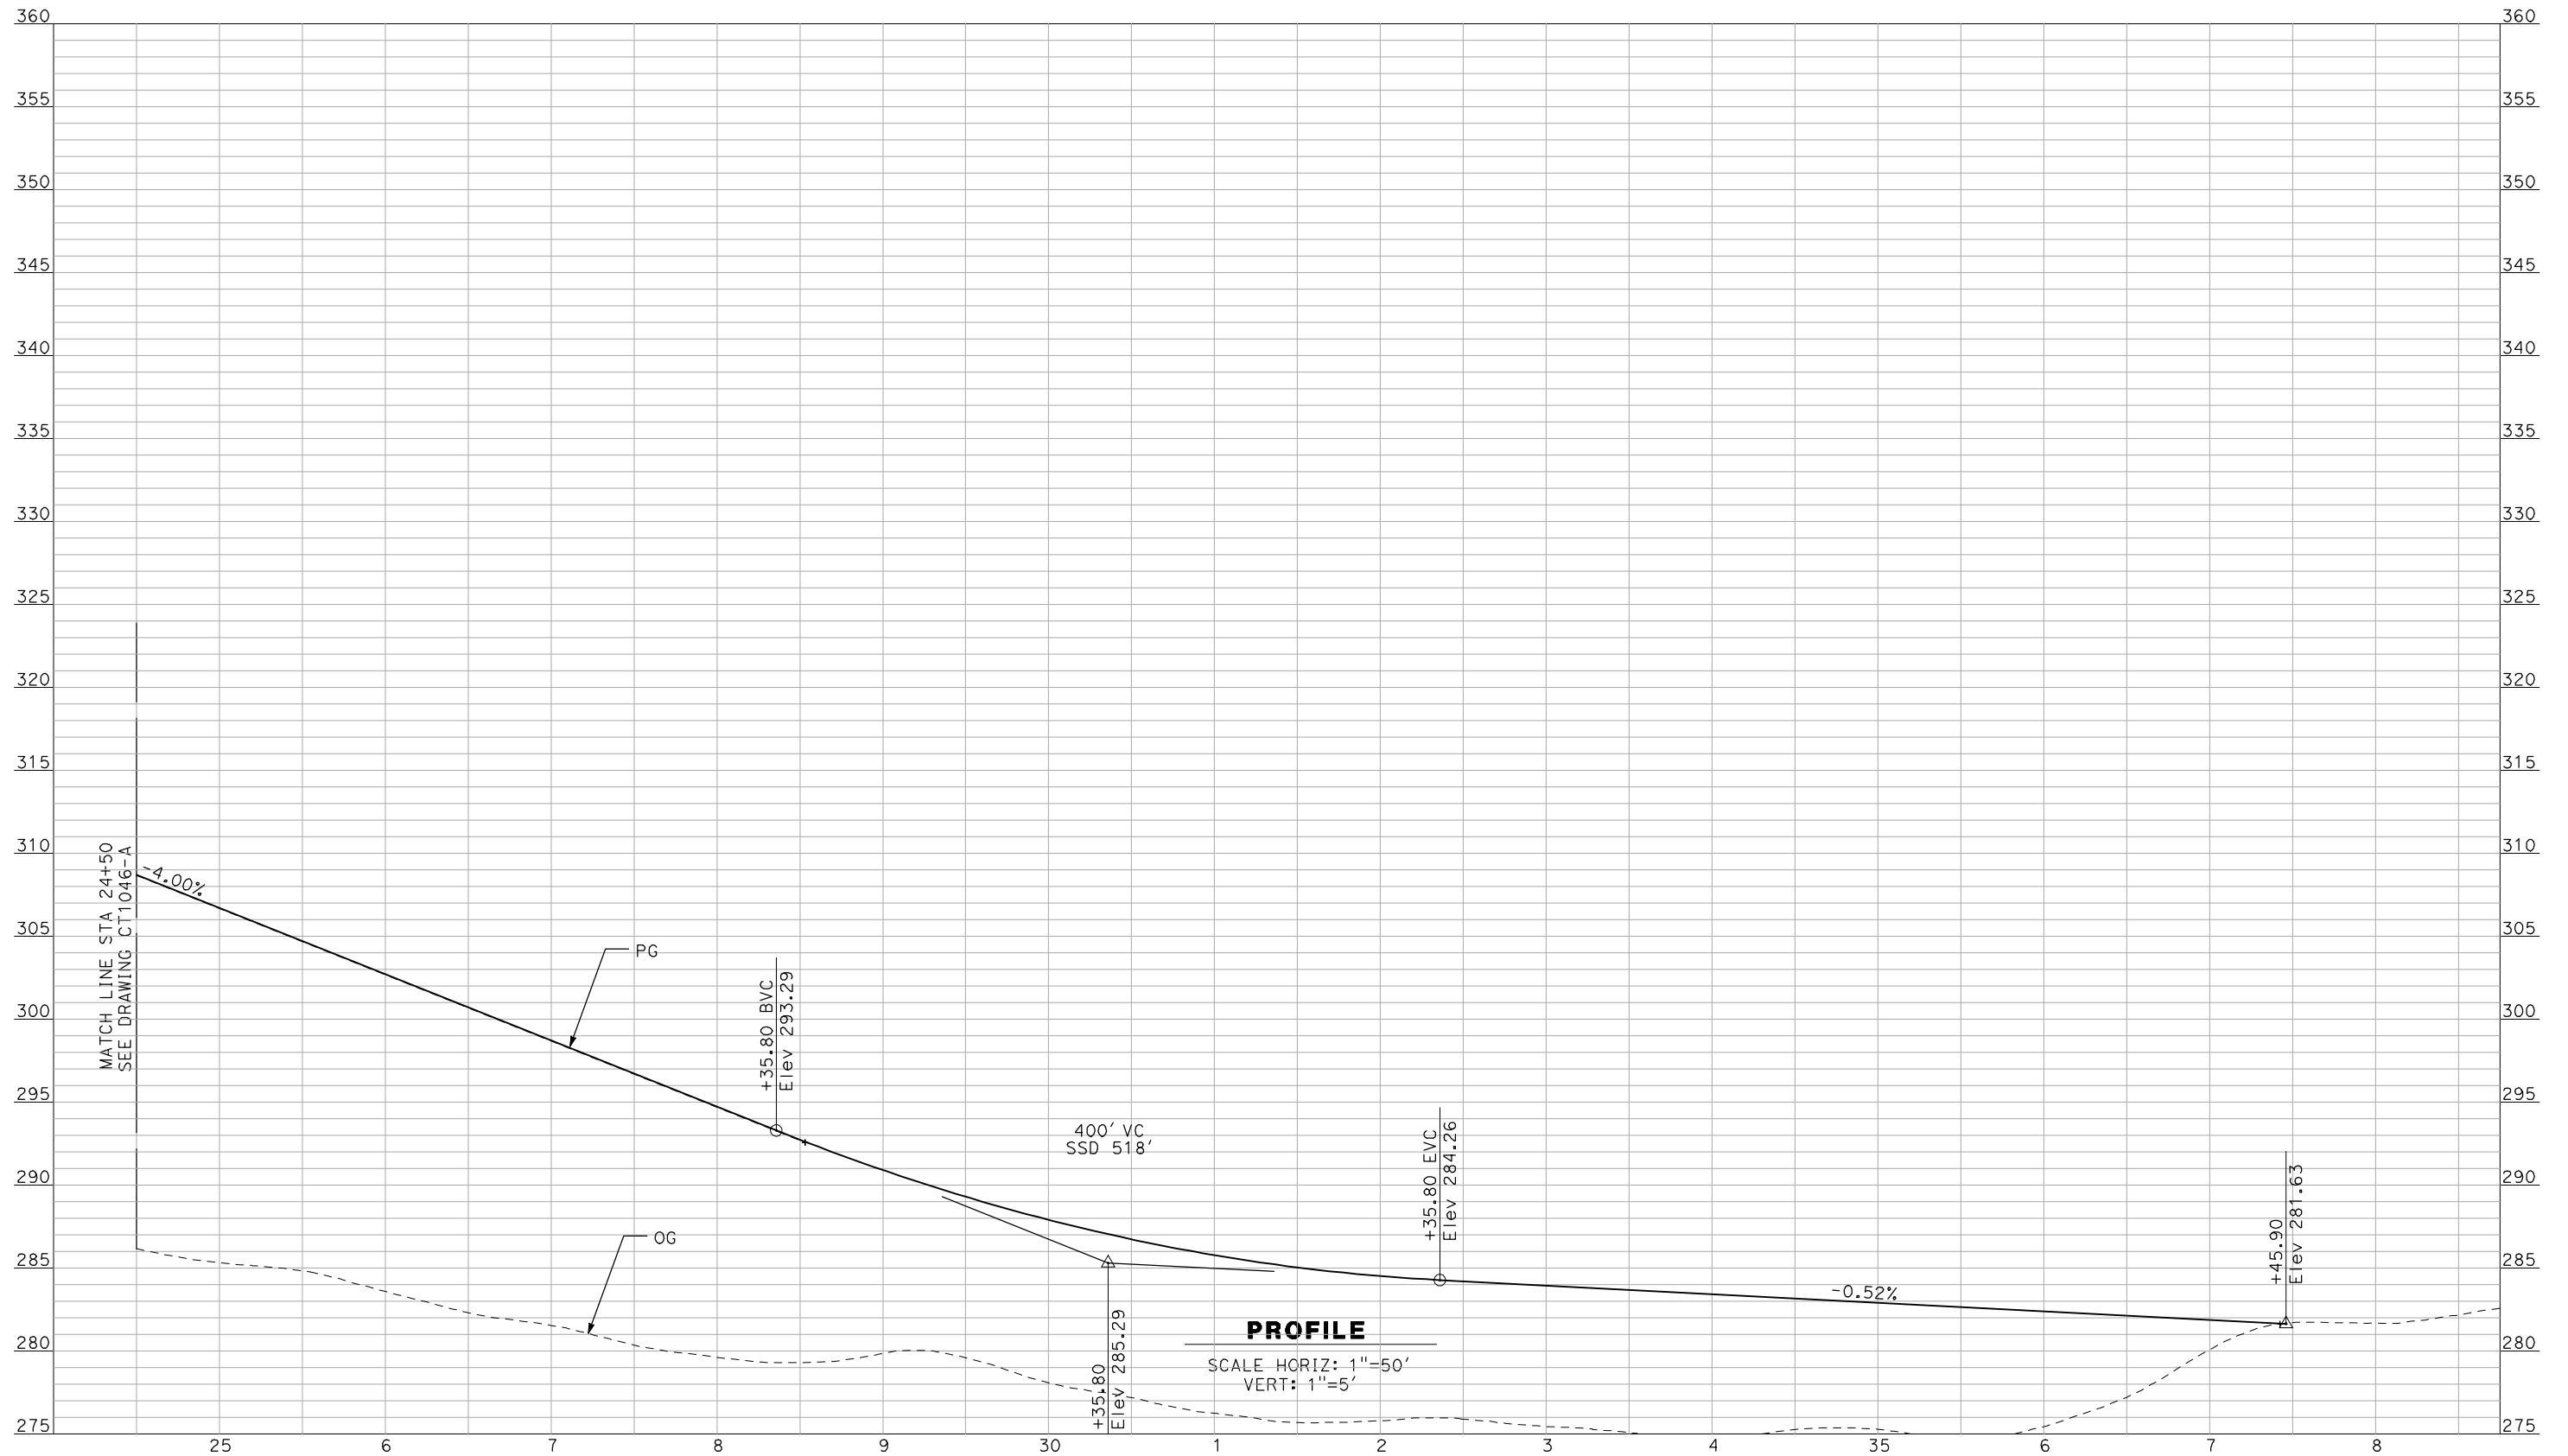 360
360
355
355
350
350
345
345
340
340
335
335
330
330
325
325
320
320
315
315
310
310
305
305
300
300
295
295
290
290
285
285
280
280
275
275
MATCH LINE STA 24+50
SEE DRAWING CT1046-A
-4.00%
PG
+35.80 BVC
Elev 293.29
400' VC
SSD 518'
+35.80 EVC
Elev 284.26
OG
+35.80
Elev 285.29
-0.52%
+45.90
Elev 281.63
PROFILE
SCALE HORIZ: 1"=50'
VERT: 1"=5'
25 6 7 8 9 30 1 2 3 4 35 6 7 8